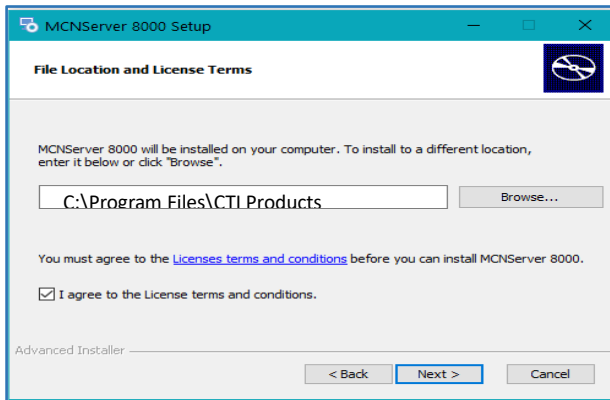 MCNServer 8000 Setup
File Location and License Terms
MCNServer 8000 will be installed on your computer. To install to a different location,
enter it below or click "Browse".
C:\Program Files\CTI Products
Browse...
You must agree to the Licenses terms and conditions before you can install MCNServer 8000.
I agree to the License terms and conditions.
Advanced Installer
< Back
Next >
Cancel